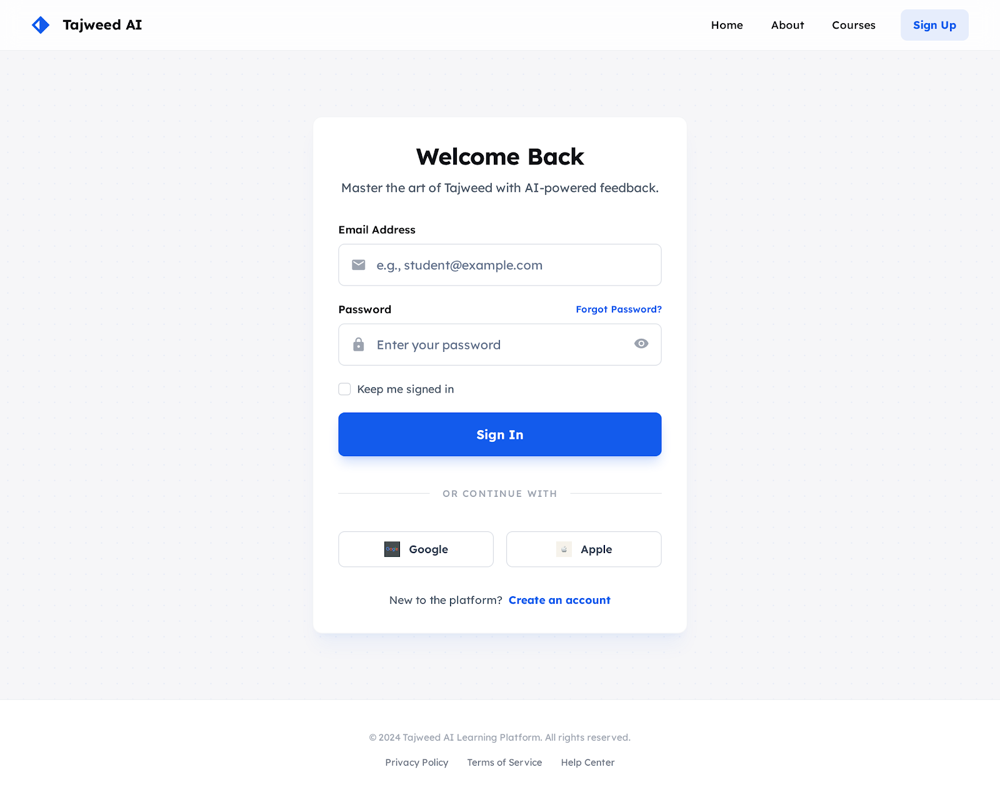 Tajweed AI
Home About Courses Sign Up
Welcome Back
Master the art of Tajweed with AI-powered feedback.
Email Address
e.g., student@example.com
Password Forgot Password?
Enter your password
Keep me signed in
Sign In
OR CONTINUE WITH
Google Apple
New to the platform? Create an account
© 2024 Tajweed AI Learning Platform. All rights reserved.
Privacy Policy Terms of Service Help Center